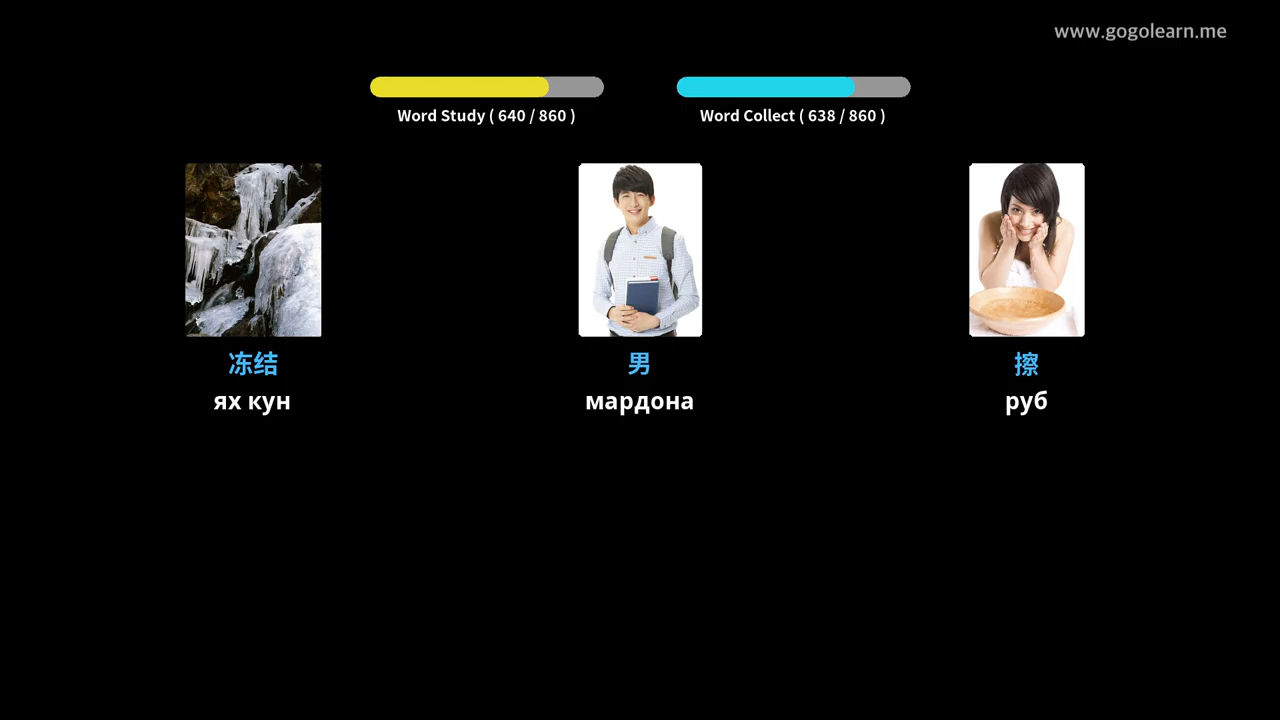 www.gogolearn.me
Word Study ( 640 / 860 )
Word Collect ( 638 / 860 )
冻结
男
擦
ях кун
мардона
руб